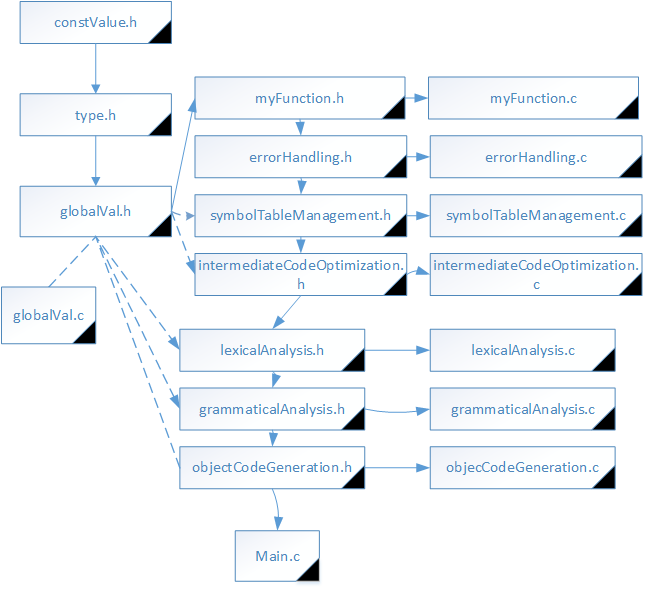 constValue.h
type.h
myFunction.h
myFunction.c
errorHandling.h
errorHandling.c
globalVal.h
symbolTableManagement.h
symbolTableManagement.c
intermediateCodeOptimization.
h
intermediateCodeOptimization.
c
globalVal.c
lexicalAnalysis.h
lexicalAnalysis.c
grammaticalAnalysis.h
grammaticalAnalysis.c
objectCodeGeneration.h
objecCodeGeneration.c
Main.c